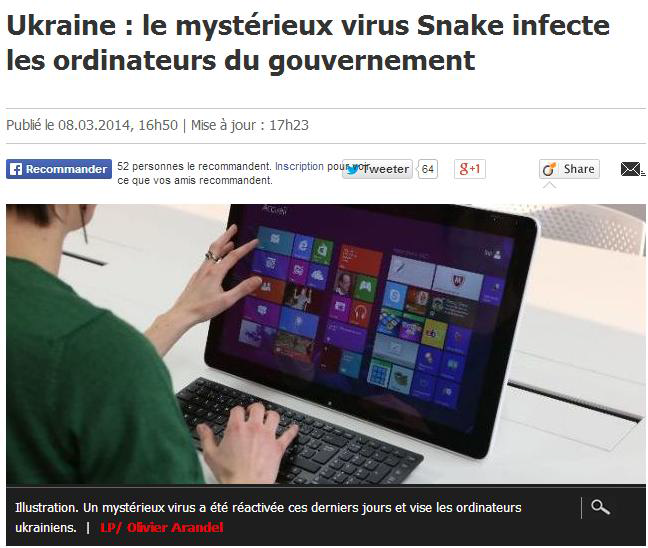 Ukraine : le mystérieux virus Snake infecte
les ordinateurs du gouvernement
Publié le 08.03.2014, 16h50 | Mise à jour : 17h23
Recommander
52 personnes le recommandent. Inscription pour voir
ce que vos amis recommandent.
Tweeter
64
g+1
Share
Accueil
Illustration. Un mystérieux virus a été réactivée ces derniers jours et vise les ordinateurs
ukrainiens. | LP/ Olivier Arandel